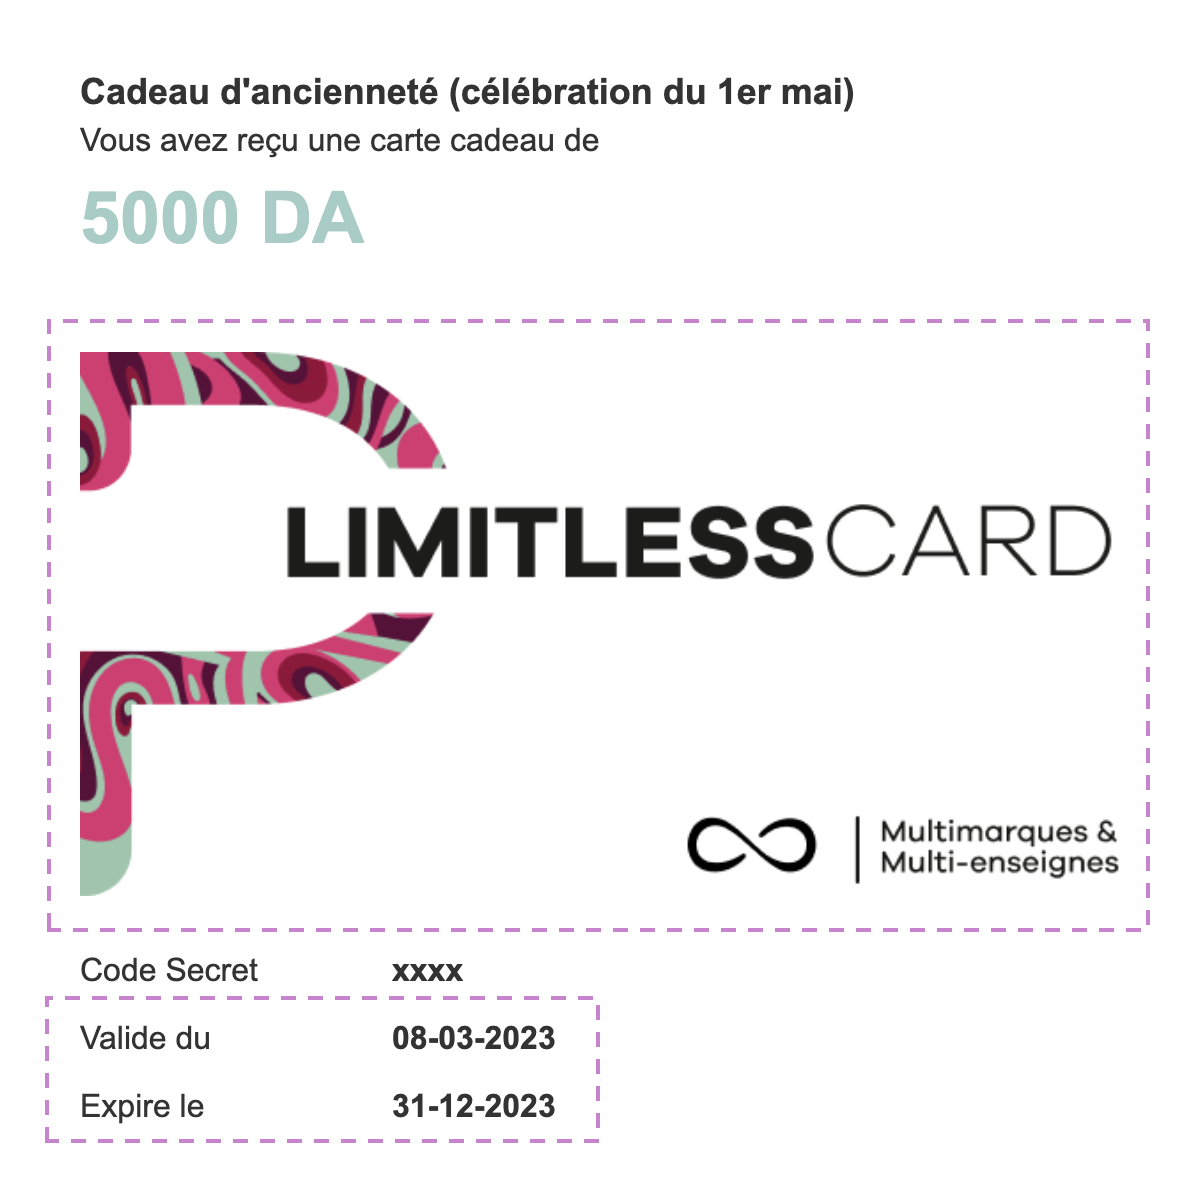 Cadeau d'ancienneté (célébration du 1er mai)
Vous avez reçu une carte cadeau de
5000 DA
LIMITLESSCARD
Multimarques &
Multi-enseignes
Code Secret xxxx
Valide du 08-03-2023
Expire le 31-12-2023